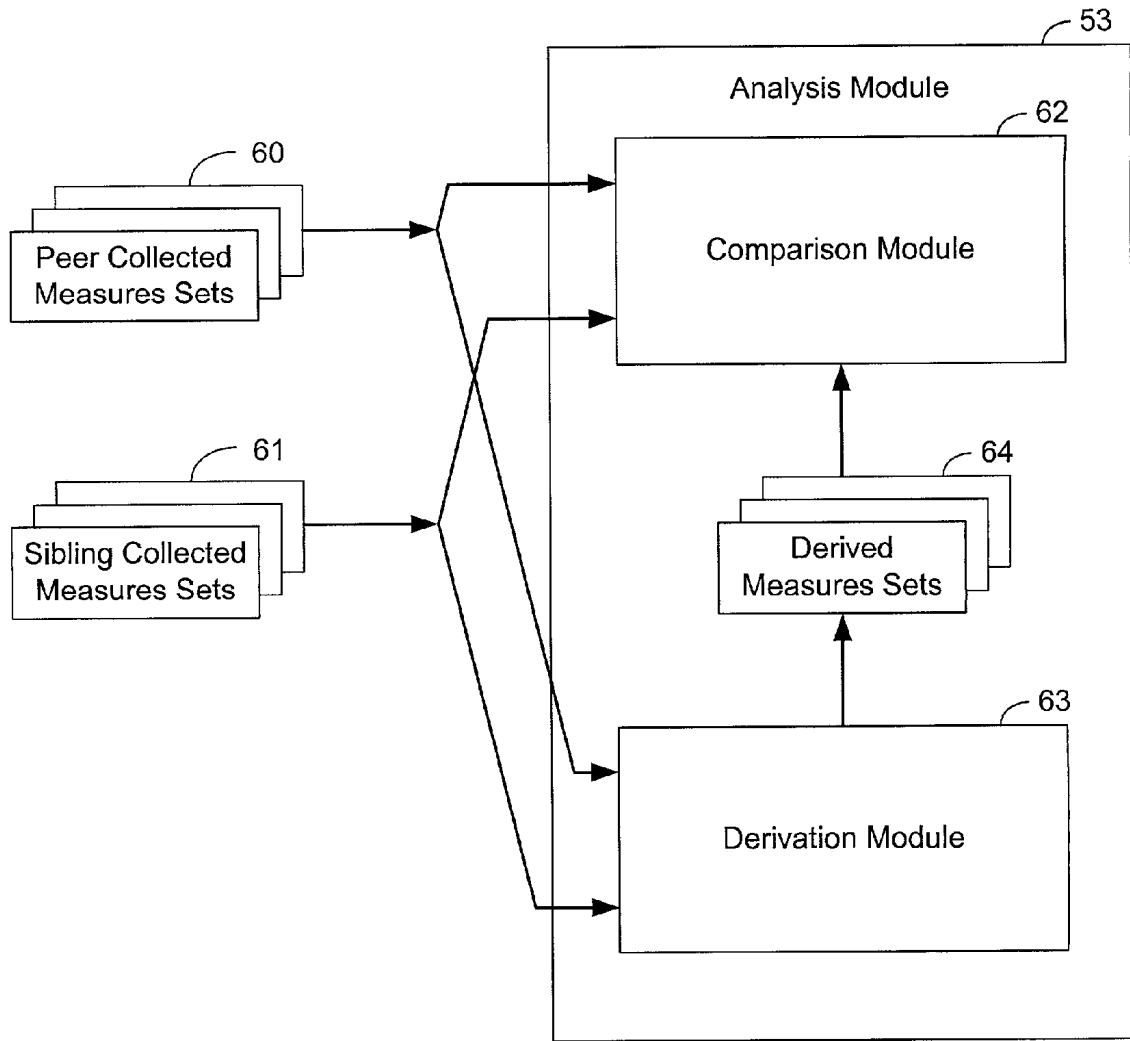 53
Analysis Module
62
60
Comparison Module
Peer Collected
Measures Sets
61
64
Sibling Collected
Measures Sets
Derived
Measures Sets
63
Derivation Module